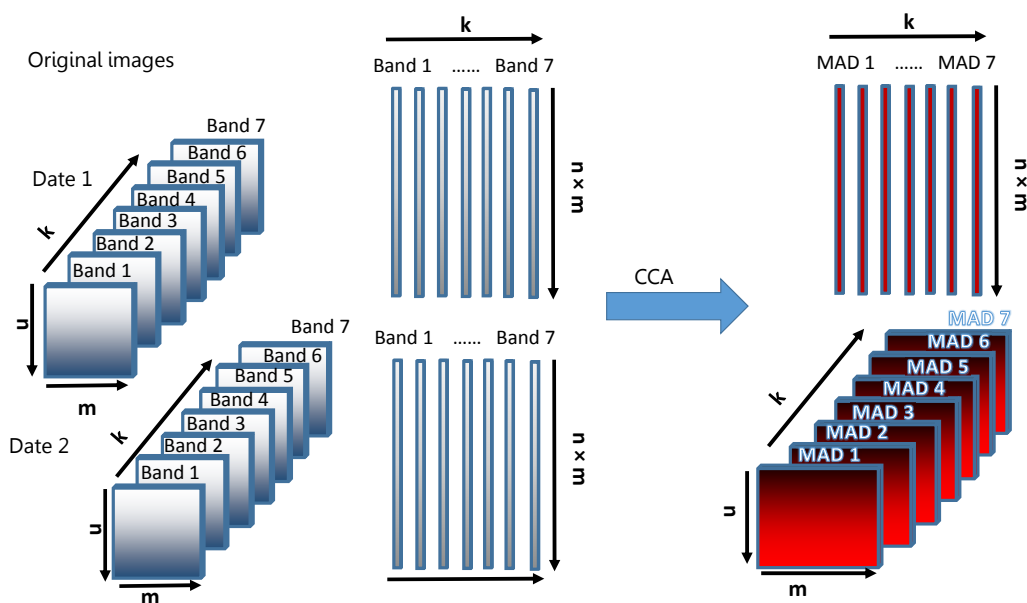 Original images
Date 1
k
Band 7
Band 6
Band 5
Band 4
Band 3
Band 2
Band 1
n
m
Date 2
k
Band 7
Band 6
Band 5
Band 4
Band 3
Band 2
Band 1
n
m
k
Band 1 ...... Band 7
n × m
Band 1 ...... Band 7
n × m
CCA
k
MAD 1 ...... MAD 7
n × m
k
MAD 7
MAD 6
MAD 5
MAD 4
MAD 3
MAD 2
MAD 1
n
m